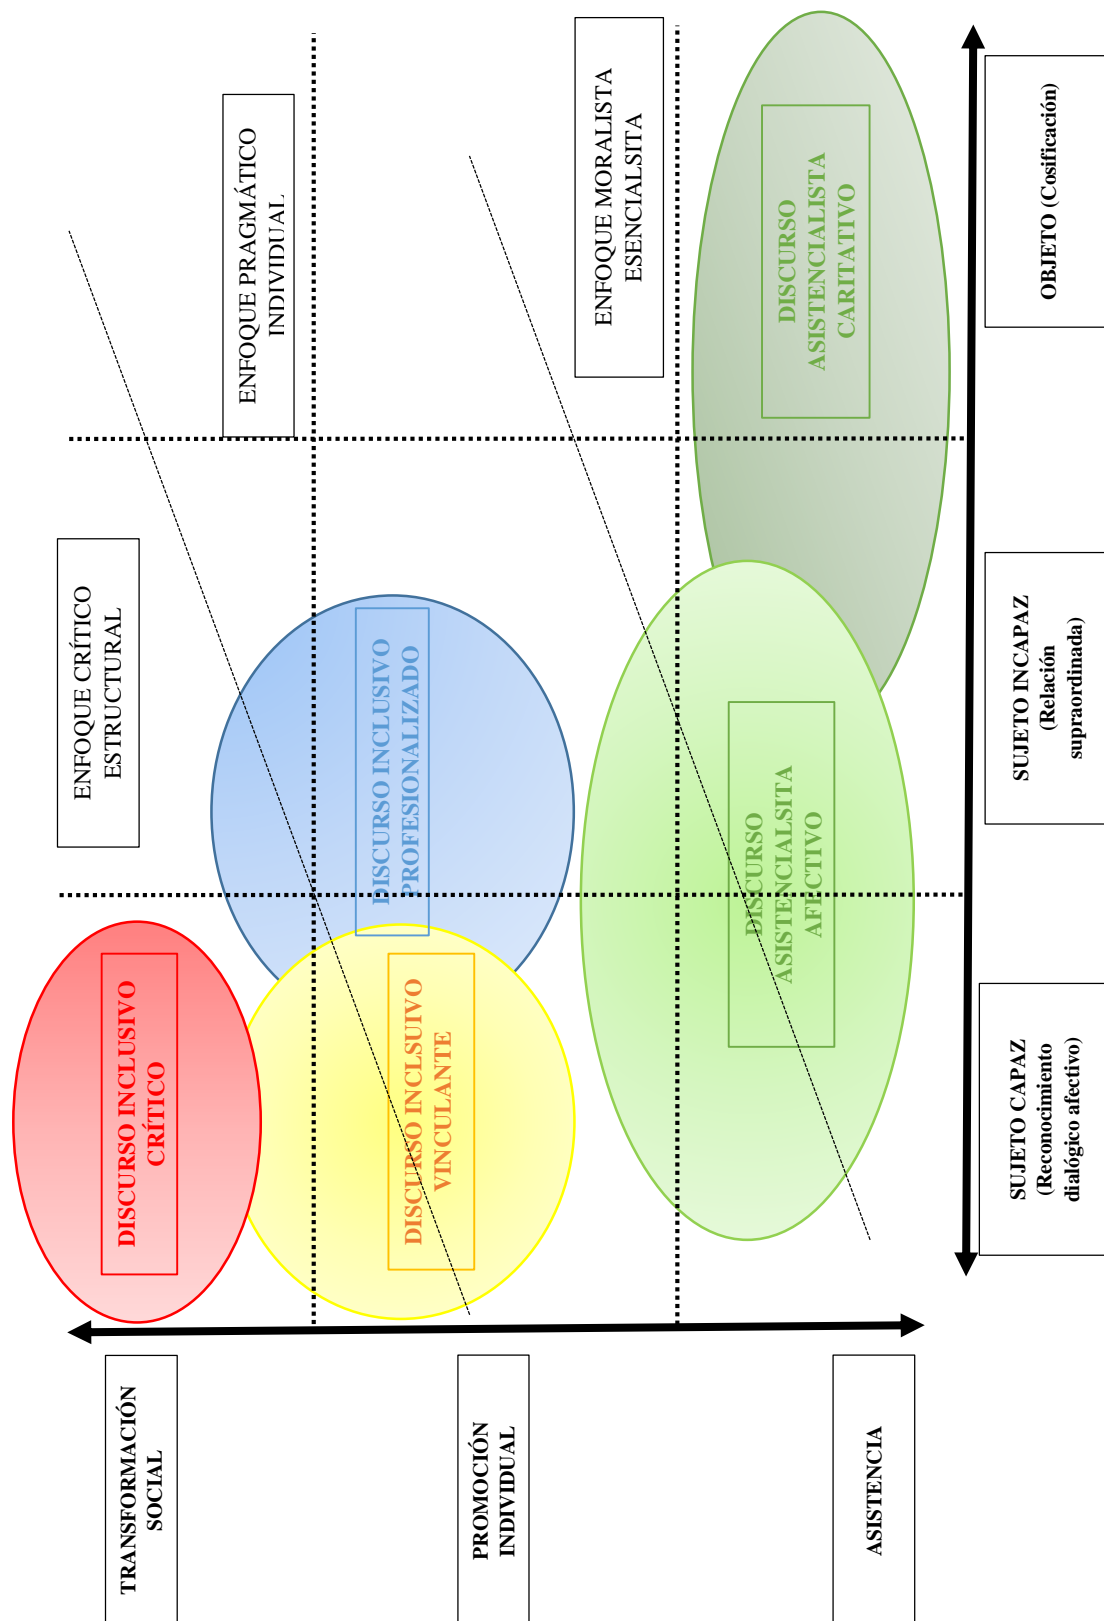 TRANSFORMACIÓN
SOCIAL
DISCURSO INCLUSIVO
CRÍTICO
ENFOQUE CRÍTICO
ESTRUCTURAL
ENFOQUE PRAGMÁTICO
INDIVIDUAL
PROMOCIÓN
INDIVIDUAL
DISCURSO INCLSUIVO
VINCULANTE
DISCURSO INCLUSIVO
PROFESIONALIZADO
ENFOQUE MORALISTA
ESENCIALSITA
ASISTENCIA
DISCURSO
ASISTENCIALSITA
AFECTIVO
DISCURSO
ASISTENCIALISTA
CARITATIVO
SUJETO CAPAZ
(Reconocimiento
dialógico afectivo)
SUJETO INCAPAZ
(Relación
supraordinada)
OBJETO (Cosificación)